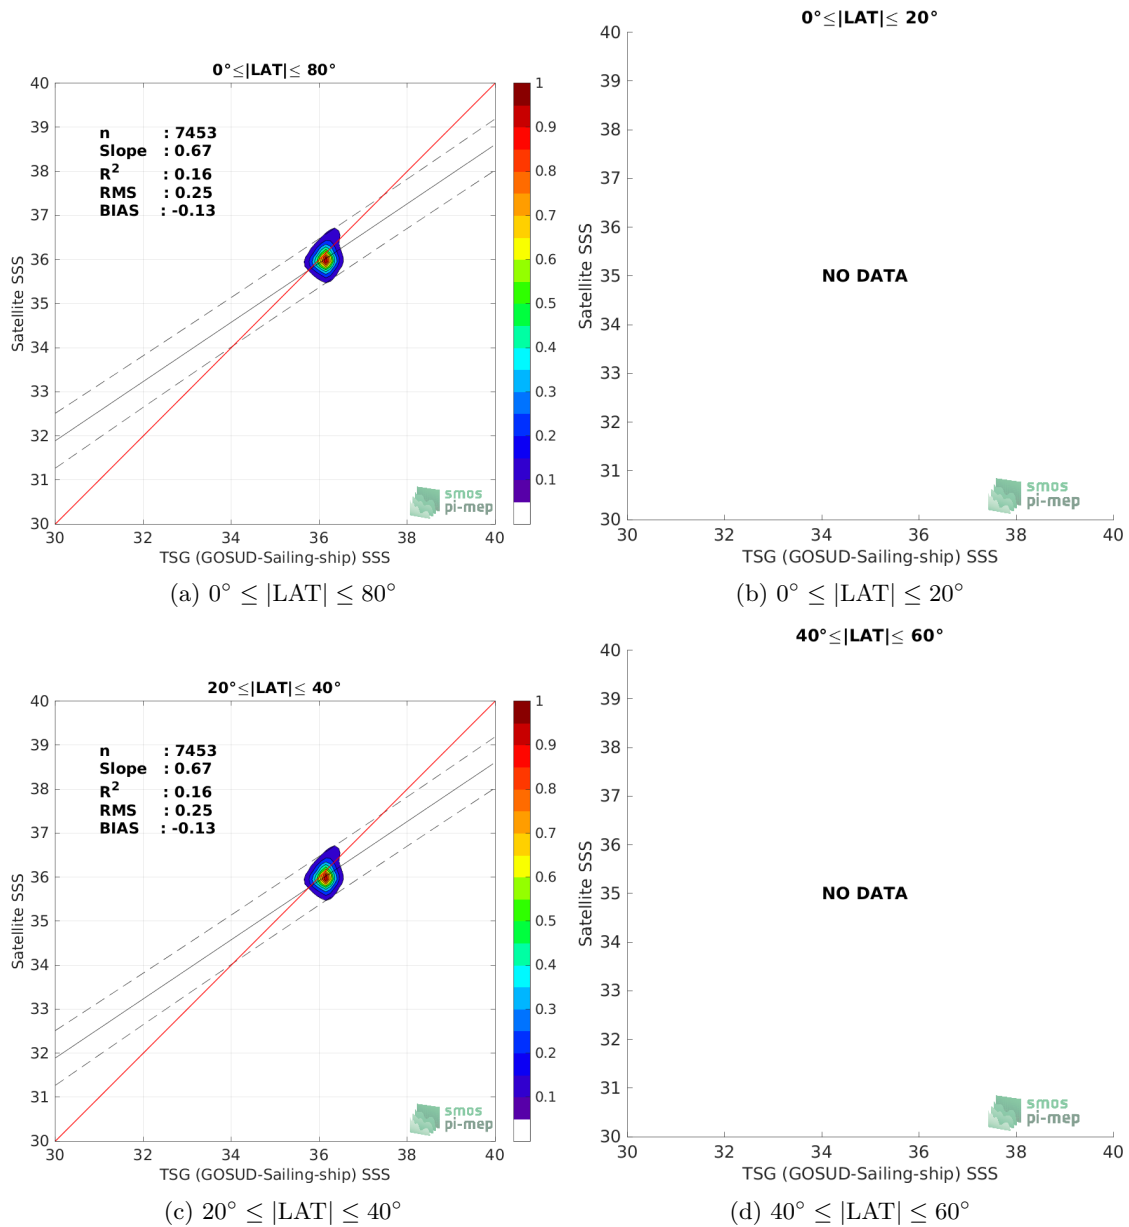 0°≤|LAT|≤ 80°
40
39
38
37
36
35
34
33
32
31
30
n : 7453
Slope : 0.67
R² : 0.16
RMS : 0.25
BIAS : -0.13
Satellite SSS
30 32 34 36 38 40
TSG (GOSUD-Sailing-ship) SSS
smos
pi-mep
1
0.9
0.8
0.7
0.6
0.5
0.4
0.3
0.2
0.1
(a) 0° ≤ |LAT| ≤ 80°
0°≤|LAT|≤ 20°
40
39
38
37
36
35
34
33
32
31
30
NO DATA
Satellite SSS
30 32 34 36 38 40
TSG (GOSUD-Sailing-ship) SSS
smos
pi-mep
(b) 0° ≤ |LAT| ≤ 20°
20°≤|LAT|≤ 40°
40
39
38
37
36
35
34
33
32
31
30
n : 7453
Slope : 0.67
R² : 0.16
RMS : 0.25
BIAS : -0.13
Satellite SSS
30 32 34 36 38 40
TSG (GOSUD-Sailing-ship) SSS
smos
pi-mep
1
0.9
0.8
0.7
0.6
0.5
0.4
0.3
0.2
0.1
(c) 20° ≤ |LAT| ≤ 40°
40°≤|LAT|≤ 60°
40
39
38
37
36
35
34
33
32
31
30
NO DATA
Satellite SSS
30 32 34 36 38 40
TSG (GOSUD-Sailing-ship) SSS
smos
pi-mep
(d) 40° ≤ |LAT| ≤ 60°